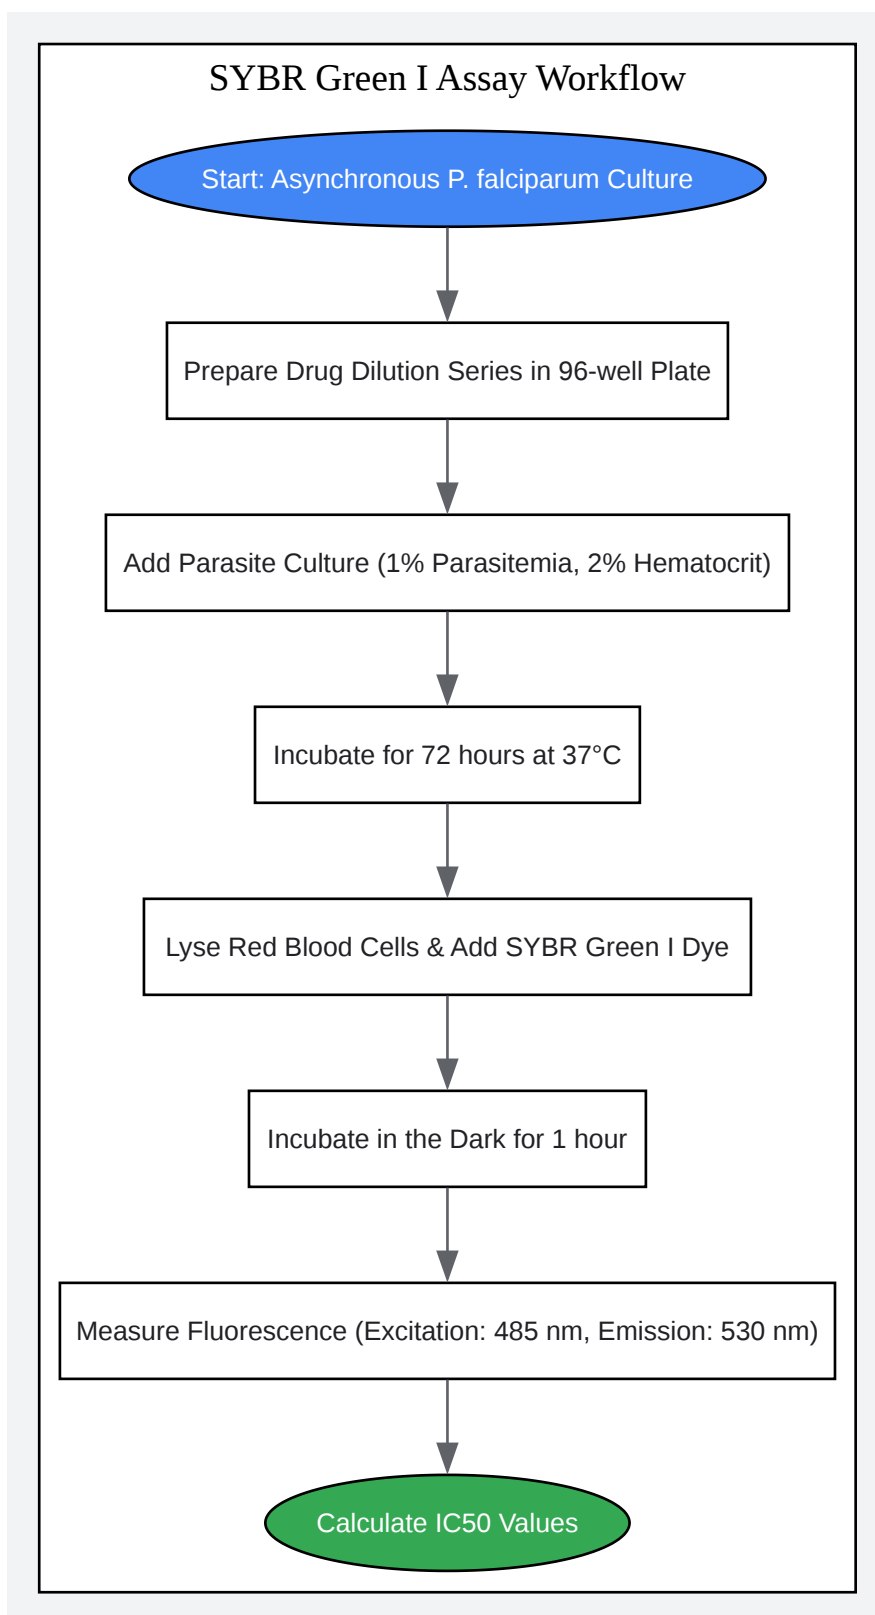 SYBR Green I Assay Workflow
Start: Asynchronous P. falciparum Culture
Prepare Drug Dilution Series in 96-well Plate
Add Parasite Culture (1% Parasitemia, 2% Hematocrit)
Incubate for 72 hours at 37°C
Lyse Red Blood Cells & Add SYBR Green I Dye
Incubate in the Dark for 1 hour
Measure Fluorescence (Excitation: 485 nm, Emission: 530 nm)
Calculate IC50 Values